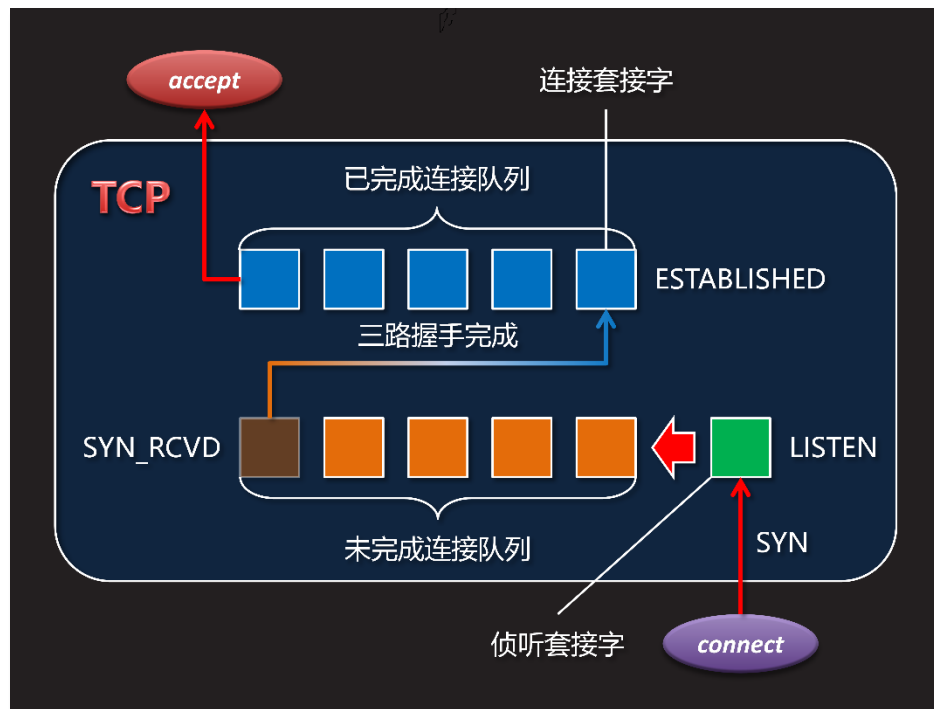 accept
连接套接字
TCP
已完成连接队列
ESTABLISHED
三路握手完成
SYN_RCVD
LISTEN
未完成连接队列
SYN
侦听套接字
connect